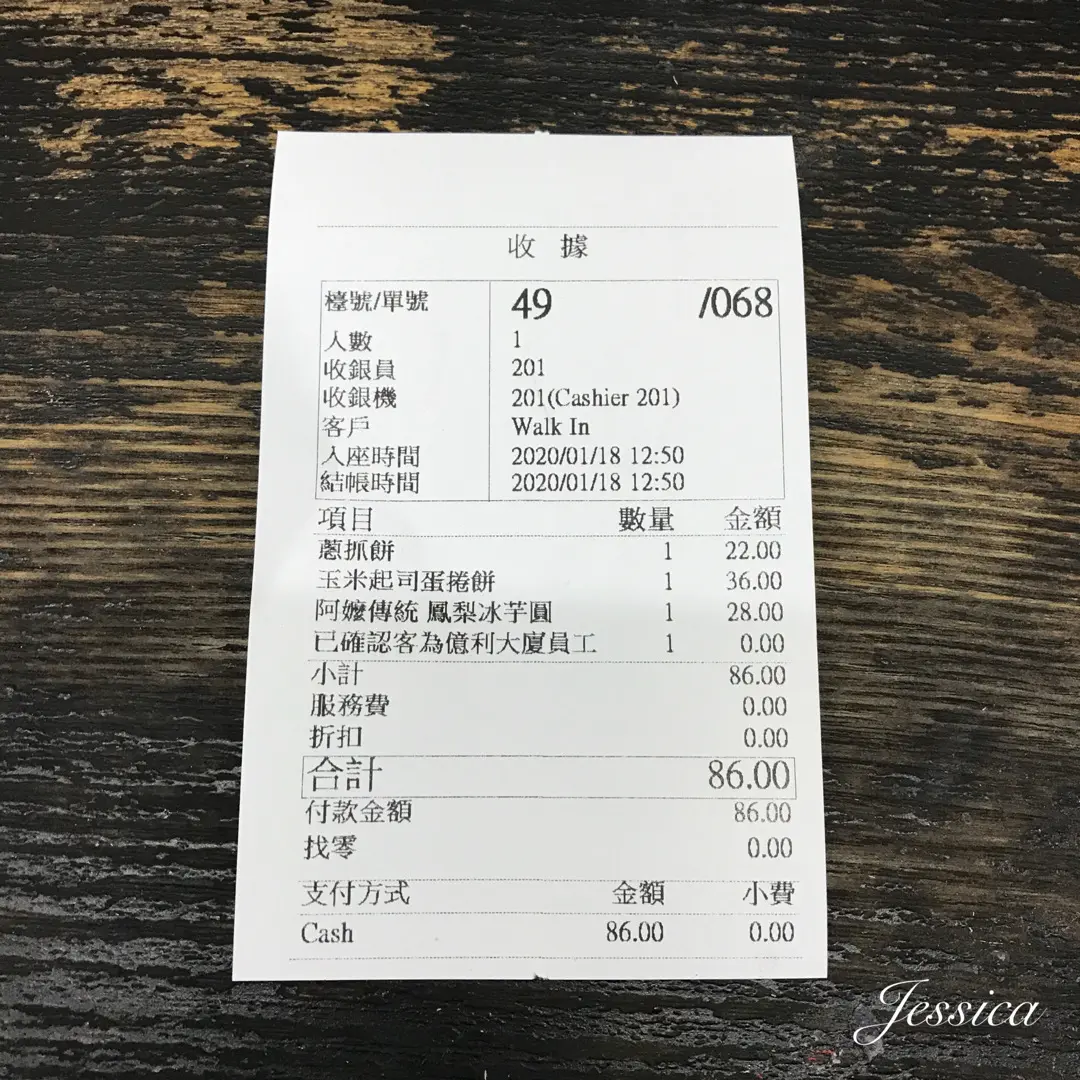 收據
檯號/單號 49 /068
人數 1
收銀員 201
收銀機 201(Cashier 201)
客戶 Walk In
入座時間 2020/01/18 12:50
結帳時間 2020/01/18 12:50
項目 數量 金額
蔥抓餅 1 22.00
玉米起司蛋捲餅 1 36.00
阿嬤傳統 鳳梨冰芋圓 1 28.00
已確認客為億利大廈員工 1 0.00
小計 86.00
服務費 0.00
折扣 0.00
合計 86.00
付款金額 86.00
找零 0.00
支付方式 金額 小費
Cash 86.00 0.00
Jessica